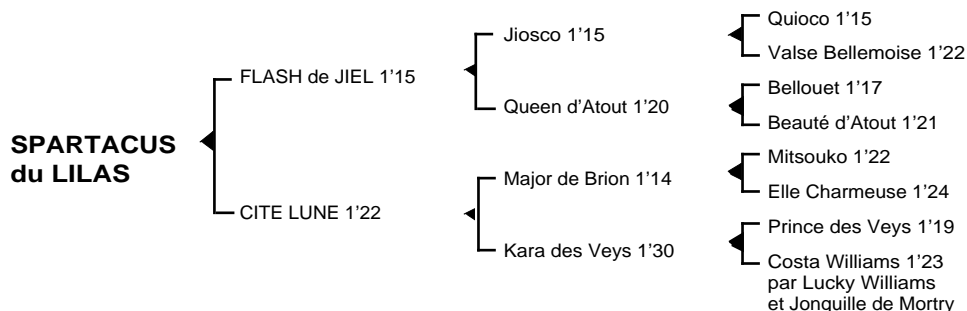 SPARTACUS
du LILAS
FLASH de JIEL 1’15
CITE LUNE 1’22
Jiosco 1’15
Queen d’Atout 1’20
Major de Brion 1’14
Kara des Veys 1’30
Quioco 1’15
Valse Bellemoise 1’22
Bellouet 1’17
Beauté d’Atout 1’21
Mitsouko 1’22
Elle Charmeuse 1’24
Prince des Veys 1’19
Costa Williams 1’23
par Lucky Williams
et Jonquille de Mortry